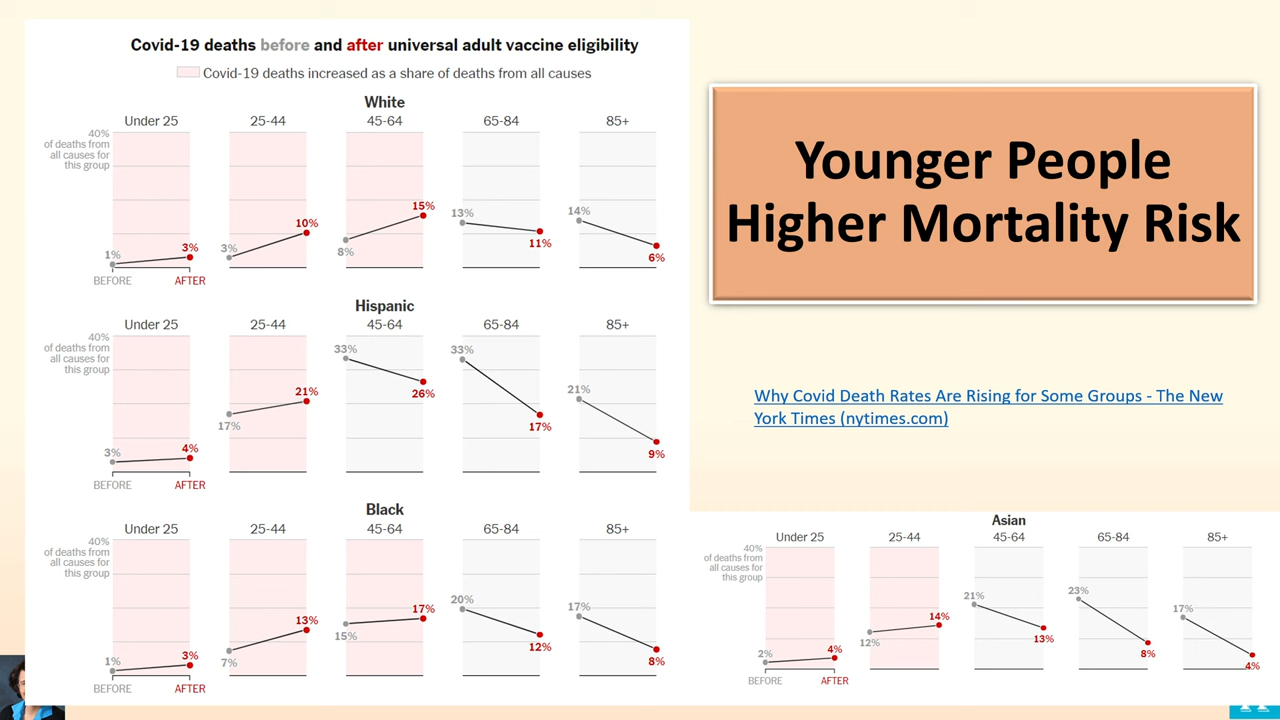 Covid-19 deaths before and after universal adult vaccine eligibility
Covid-19 deaths increased as a share of deaths from all causes
White
Under 25 25-44 45-64 65-84 85+
40%
of deaths from
all causes for
this group
1% 3% 3% 10% 8% 15% 13% 11% 14% 6%
BEFORE AFTER
Hispanic
Under 25 25-44 45-64 65-84 85+
40%
of deaths from
all causes for
this group
3% 4% 17% 21% 33% 26% 33% 17% 21% 9%
BEFORE AFTER
Black
Under 25 25-44 45-64 65-84 85+
40%
of deaths from
all causes for
this group
1% 3% 7% 13% 15% 17% 20% 12% 17% 8%
BEFORE AFTER
Younger People
Higher Mortality Risk
Why Covid Death Rates Are Rising for Some Groups - The New
York Times (nytimes.com)
Asian
Under 25 25-44 45-64 65-84 85+
40%
of deaths from
all causes for
this group
2% 4% 12% 14% 21% 13% 23% 8% 17% 4%
BEFORE AFTER